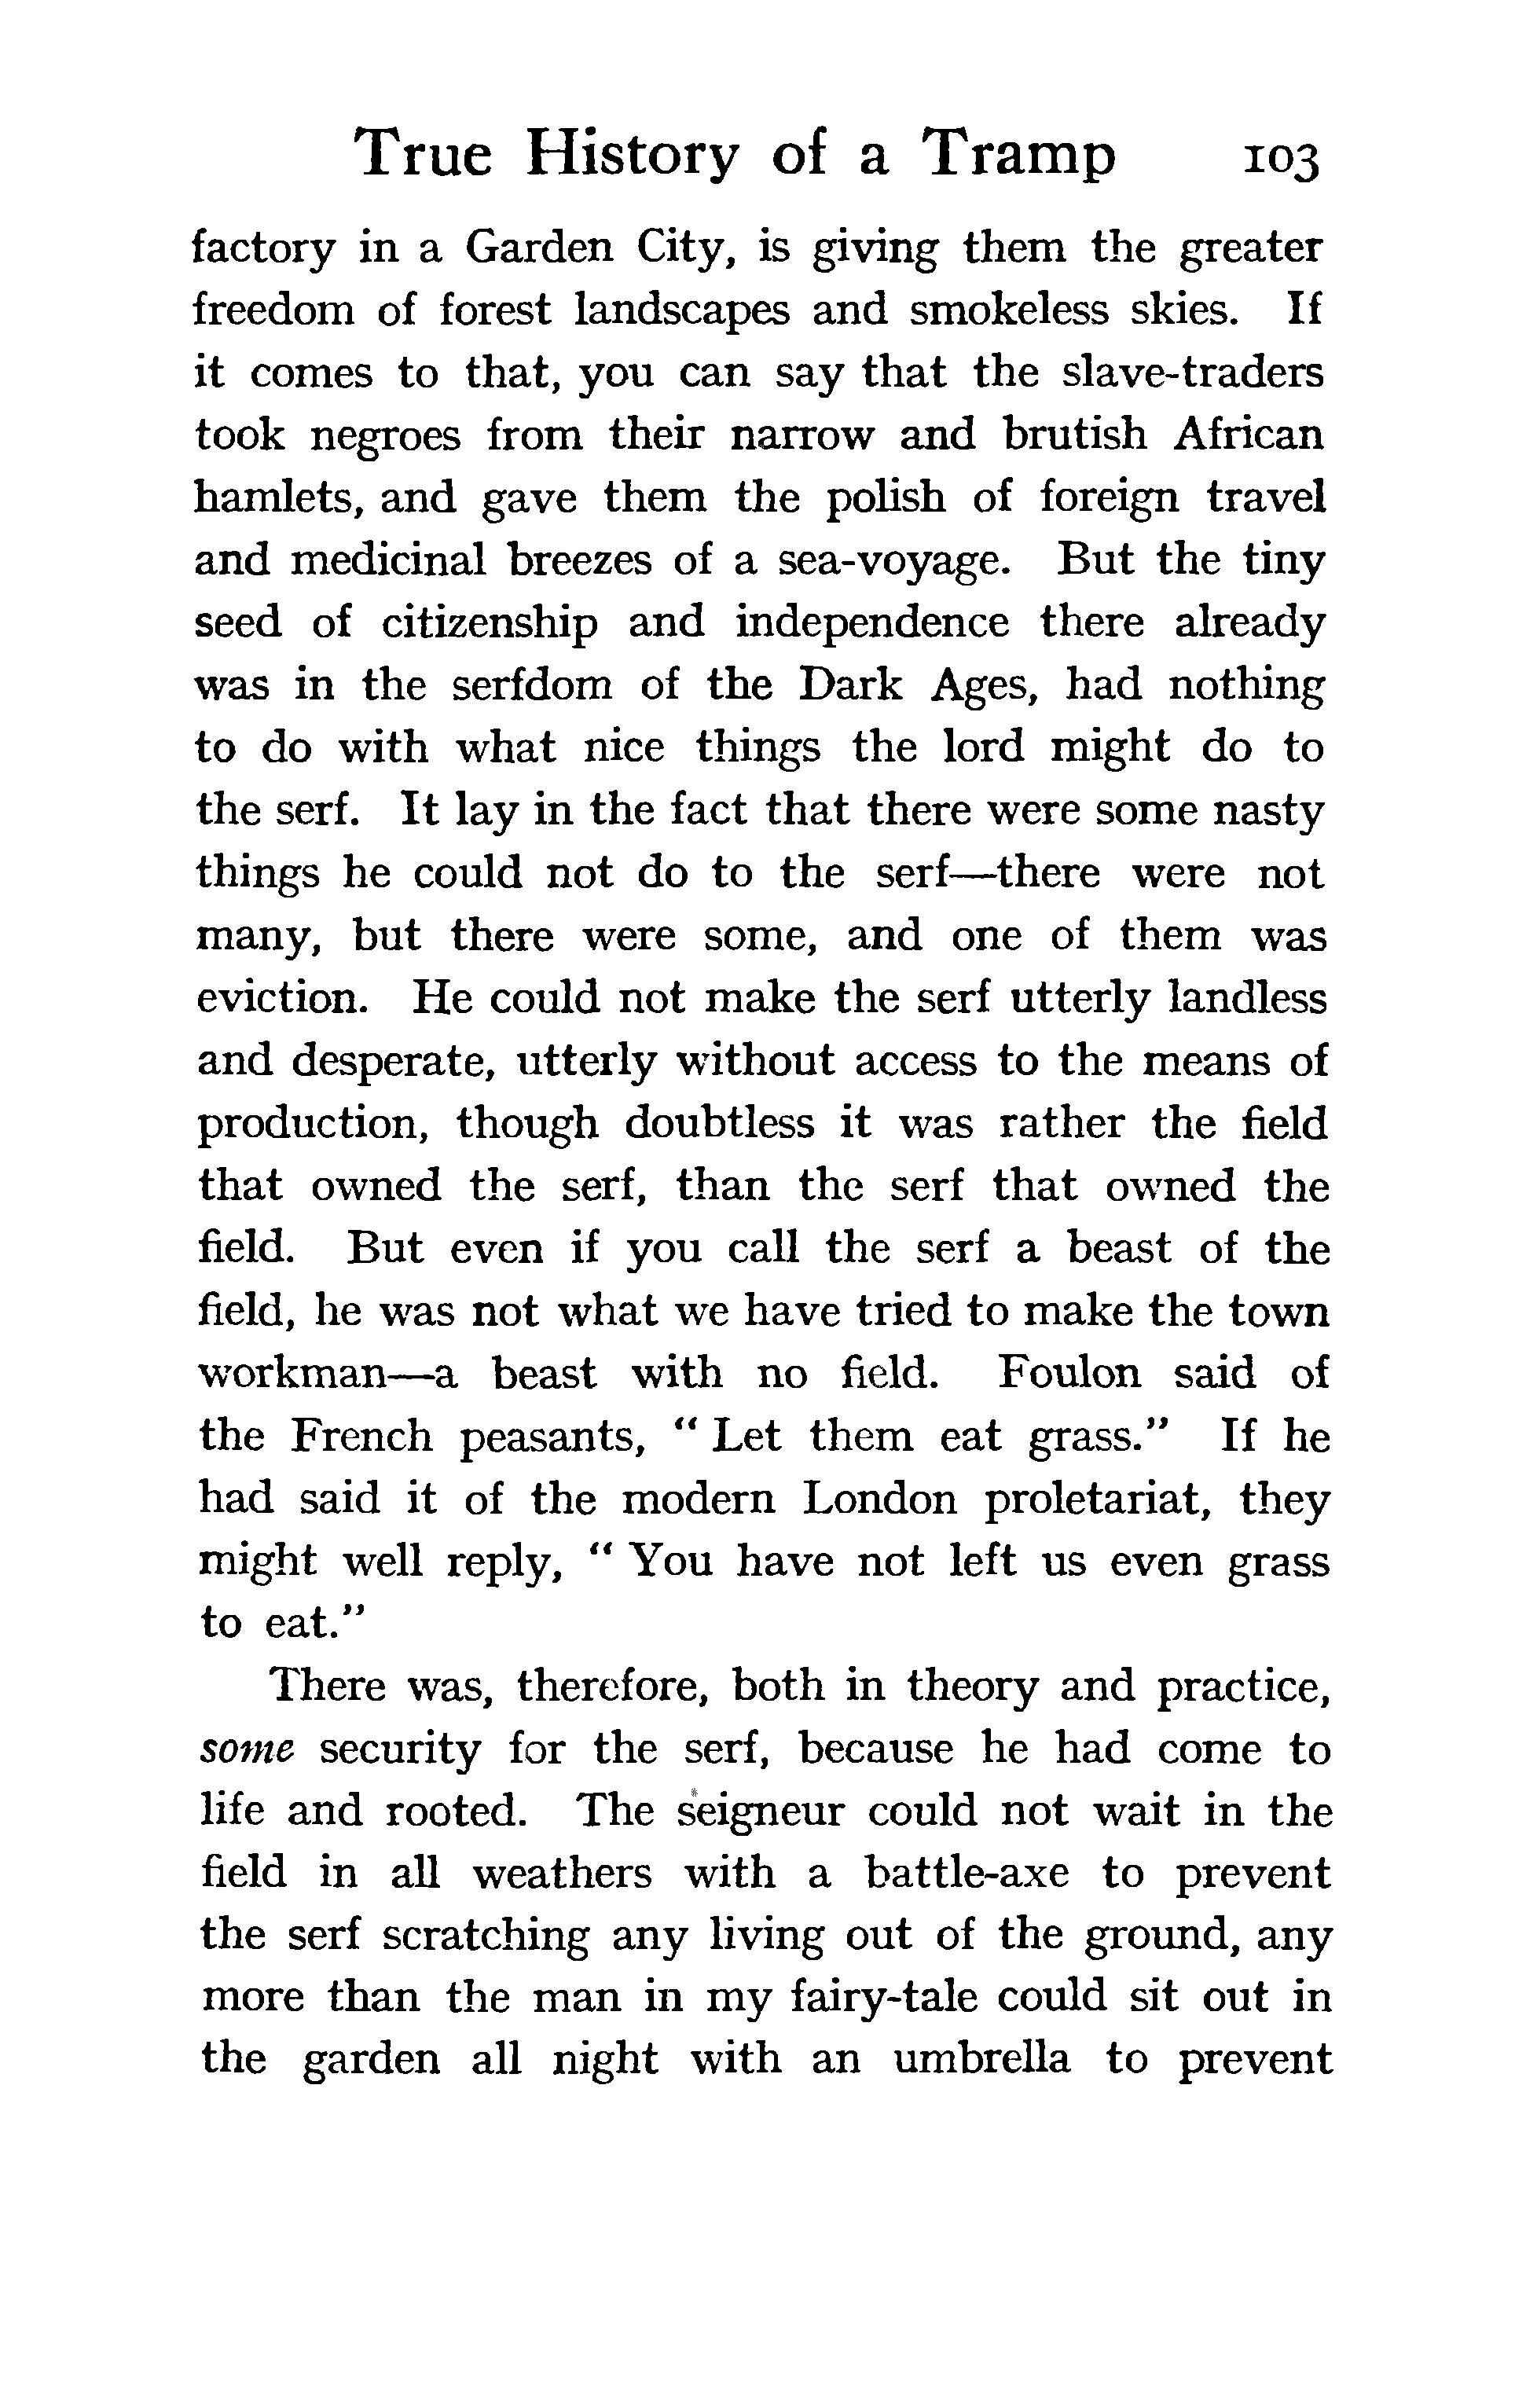 True History of a Tramp 103
factory in a Garden City, is giving them the greater
freedom of forest landscapes and smokeless skies. If
it comes to that, you can say that the slave-traders
took negroes from their narrow and brutish African
hamlets, and gave them the polish of foreign travel
and medicinal breezes of a sea-voyage. But the tiny
seed of citizenship and independence there already
was in the serfdom of the Dark Ages, had nothing
to do with what nice things the lord might do to
the serf. It lay in the fact that there were some nasty
things he could not do to the serf—there were not
many, but there were some, and one of them was
eviction. He could not make the serf utterly landless
and desperate, utterly without access to the means of
production, though doubtless it was rather the field
that owned the serf, than the serf that owned the
field. But even if you call the serf a beast of the
field, he was not what we have tried to make the town
workman—a beast with no field. Foulon said of
the French peasants, “Let them eat grass.” If he
had said it of the modern London proletariat, they
might well reply, “You have not left us even grass
to eat.”
There was, therefore, both in theory and practice,
some security for the serf, because he had come to
life and rooted. The seigneur could not wait in the
field in all weathers with a battle-axe to prevent
the serf scratching any living out of the ground, any
more than the man in my fairy-tale could sit out in
the garden all night with an umbrella to prevent